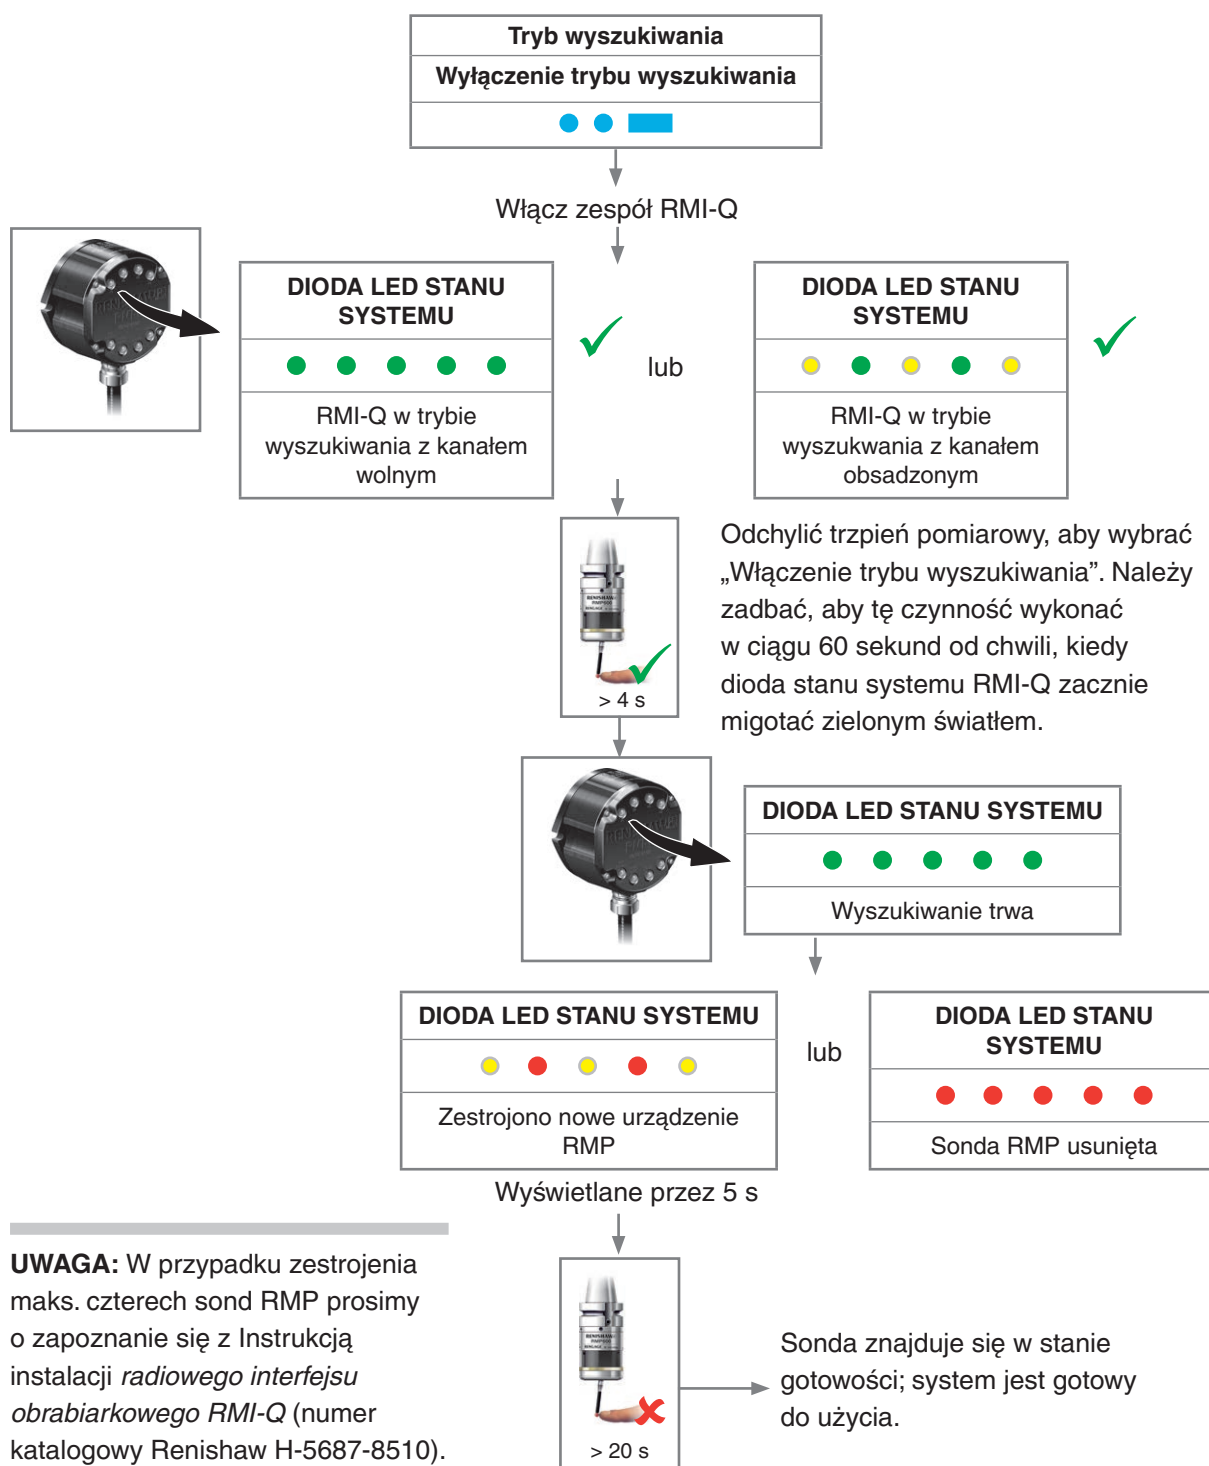 Tryb wyszukiwania
Wyłączenie trybu wyszukiwania
Włącz zespół RMI-Q
DIODA LED STANU
SYSTEMU
RMI-Q w trybie
wyszukiwania z kanałem
wolnym
lub
DIODA LED STANU
SYSTEMU
RMI-Q w trybie
wyszukwania z kanałem
obsadzonym
RENISHAW
> 4 s
Odchylić trzpień pomiarowy, aby wybrać
„Włączenie trybu wyszukiwania”. Należy
zadbać, aby tę czynność wykonać
w ciągu 60 sekund od chwili, kiedy
dioda stanu systemu RMI-Q zacznie
migotać zielonym światłem.
DIODA LED STANU SYSTEMU
Wyszukiwanie trwa
DIODA LED STANU SYSTEMU
Zestrojono nowe urządzenie
RMP
Wyświetlane przez 5 s
lub
DIODA LED STANU
SYSTEMU
Sonda RMP usunięta
UWAGA: W przypadku zestrojenia
maks. czterech sond RMP prosimy
o zapoznanie się z Instrukcją
instalacji radiowego interfejsu
obrabiarkowego RMI-Q (numer
katalogowy Renishaw H-5687-8510).
RENISHAW
> 20 s
Sonda znajduje się w stanie
gotowości; system jest gotowy
do użycia.